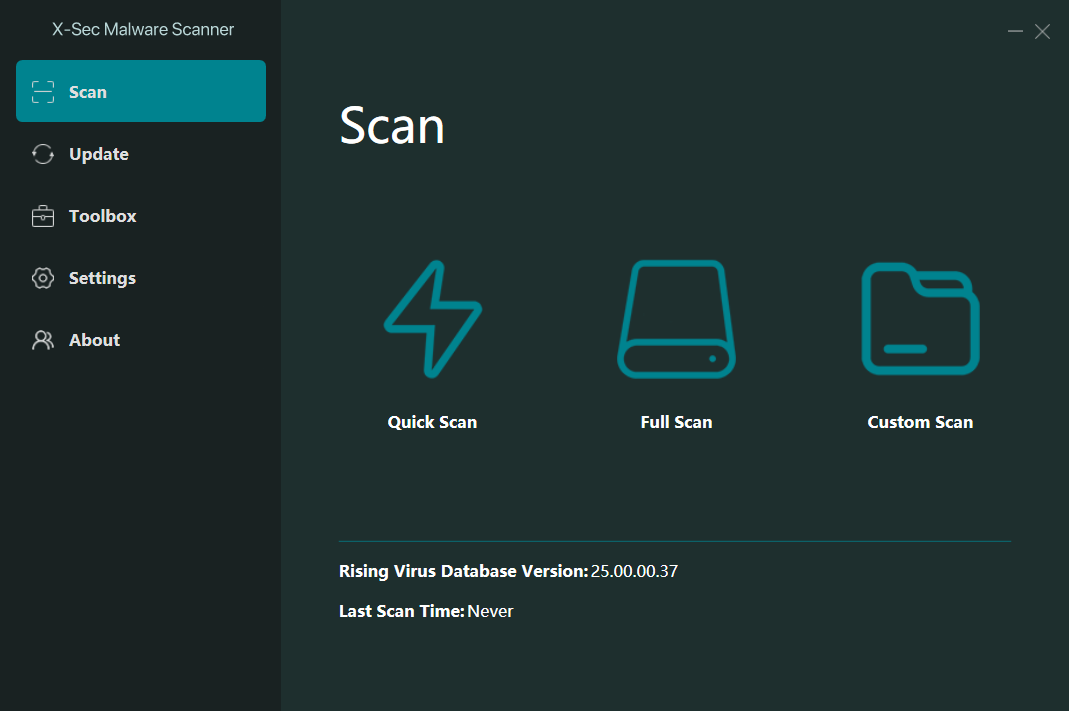 X-Sec Malware Scanner
Scan
Update
Toolbox
Settings
About
Scan
Quick Scan
Full Scan
Custom Scan
Rising Virus Database Version: 25.00.00.37
Last Scan Time: Never